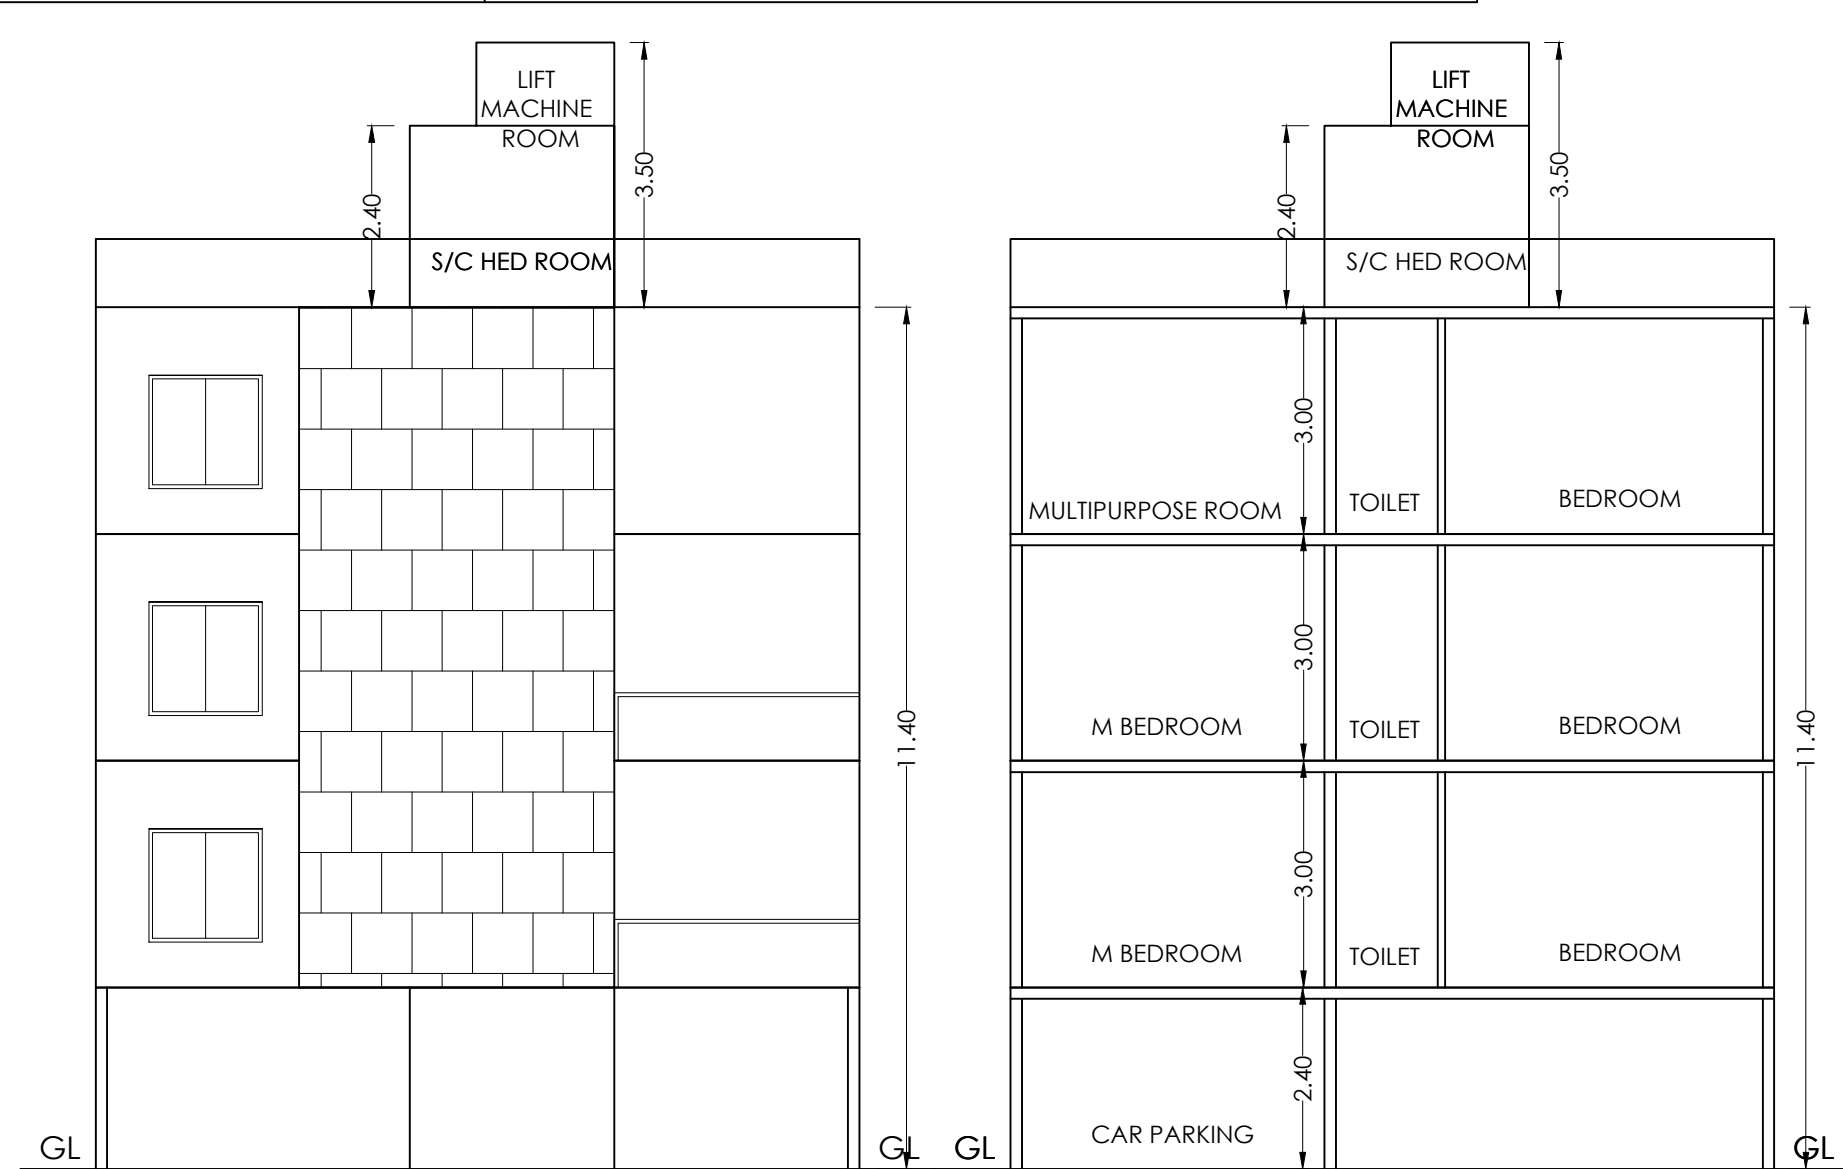 LIFT
MACHINE
ROOM
3.50
2.40
S/C HED ROOM
11.40
GL
GL
LIFT
MACHINE
ROOM
3.50
2.40
S/C HED ROOM
3.00
MULTIPURPOSE ROOM
TOILET
BEDROOM
3.00
M BEDROOM
TOILET
BEDROOM
11.40
3.00
M BEDROOM
TOILET
BEDROOM
2.40
CAR PARKING
GL
GL